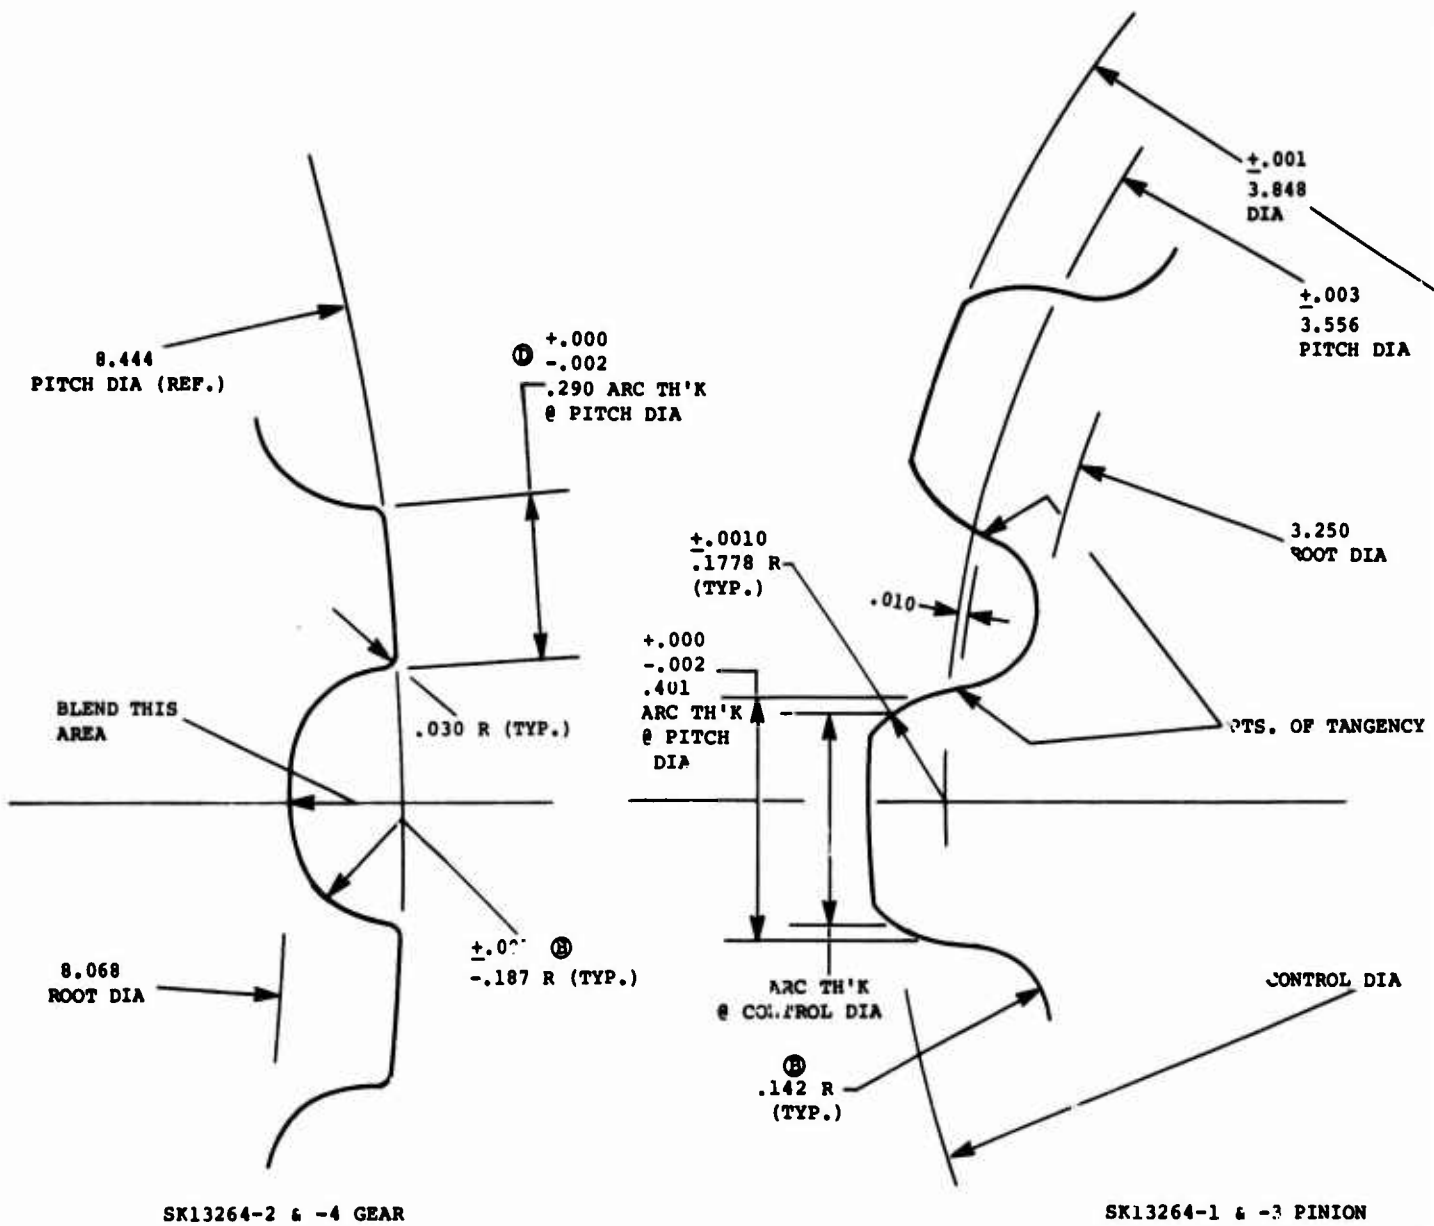 8.444
PITCH DIA (REF.)
Ⓓ +.000
-.002
.290 ARC TH'K
@ PITCH DIA
BLEND THIS
AREA
.030 R (TYP.)
8.068
ROOT DIA
Ⓑ
-.187 R (TYP.)
SK13264-2 & -4 GEAR
±.001
3.848
DIA
±.003
3.556
PITCH DIA
3.250
ROOT DIA
±.0010
.1778 R
(TYP.)
.010
+.000
-.002
.401
ARC TH'K
@ PITCH
DIA
PTS. OF TANGENCY
ARC TH'K
@ CONTROL DIA
CONTROL DIA
Ⓑ
.142 R
(TYP.)
SK13264-1 & -3 PINION